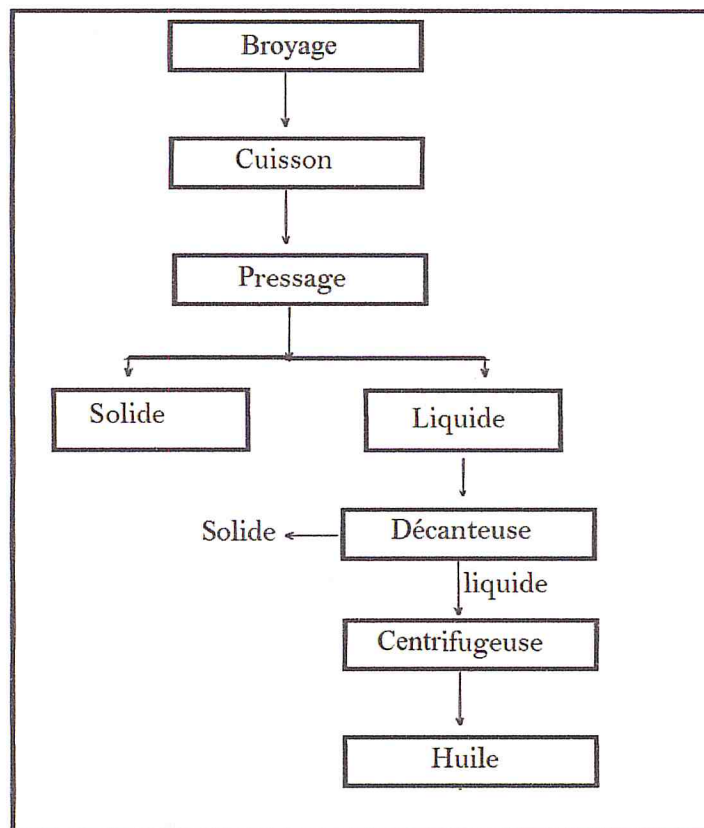 Broyage
Cuisson
Pressage
Solide
Liquide
Solide
Décanteuse
liquide
Centrifugeuse
Huile